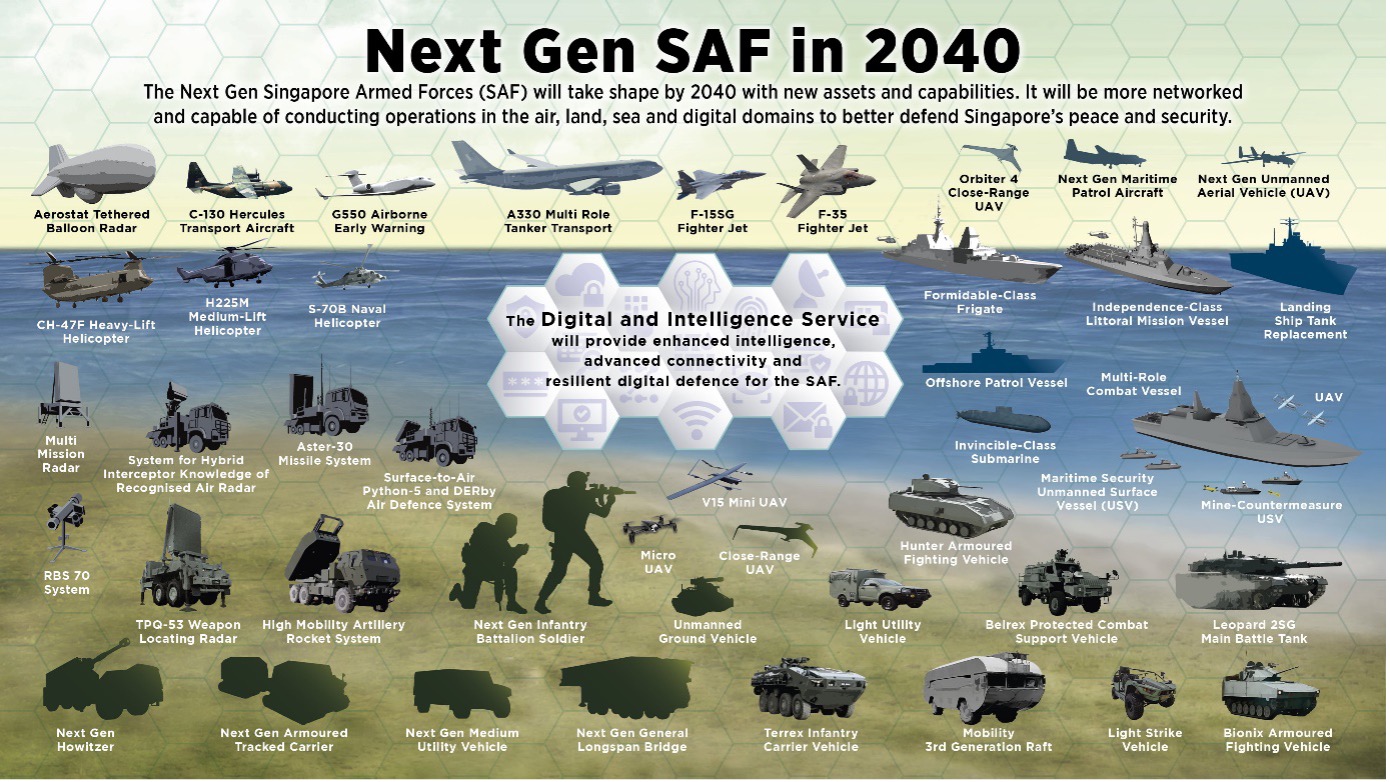 Next Gen SAF in 2040
The Next Gen Singapore Armed Forces (SAF) will take shape by 2040 with new assets and capabilities. It will be more networked
and capable of conducting operations in the air, land, sea and digital domains to better defend Singapore's peace and security.
Aerostat Tethered
Balloon Radar
C-130 Hercules
Transport Aircraft
G550 Airborne
Early Warning
A330 Multi Role
Tanker Transport
F-15SG
Fighter Jet
F-35
Fighter Jet
Orbiter 4
Close-Range
UAV
Next Gen Maritime
Patrol Aircraft
Next Gen Unmanned
Aerial Vehicle (UAV)
CH-47F Heavy-Lift
Helicopter
H225M
Medium-Lift
Helicopter
S-70B Naval
Helicopter
The Digital and Intelligence Service
will provide enhanced intelligence,
advanced connectivity and
resilient digital defence for the SAF.
****
Formidable-Class
Frigate
Independence-Class
Littoral Mission Vessel
Landing
Ship Tank
Replacement
Offshore Patrol Vessel
Multi-Role
Combat Vessel
UAV
Invincible-Class
Submarine
Maritime Security
Unmanned Surface
Vessel (USV)
Mine-Countermeasure
USV
Multi
Mission
Radar
System for Hybrid
Interceptor Knowledge of
Recognised Air Radar
Aster-30
Missile System
Surface-to-Air
Python-5 and DERby
Air Defence System
V15 Mini UAV
Micro
UAV
Close-Range
UAV
Hunter Armoured
Fighting Vehicle
RBS 70
System
TPQ-53 Weapon
Locating Radar
High Mobility Artillery
Rocket System
Next Gen Infantry
Battalion Soldier
Unmanned
Ground Vehicle
Light Utility
Vehicle
Belrex Protected Combat
Support Vehicle
Leopard 2SG
Main Battle Tank
Next Gen
Howitzer
Next Gen Armoured
Tracked Carrier
Next Gen Medium
Utility Vehicle
Next Gen General
Longspan Bridge
Terrex Infantry
Carrier Vehicle
Mobility
3rd Generation Raft
Light Strike
Vehicle
Bionix Armoured
Fighting Vehicle